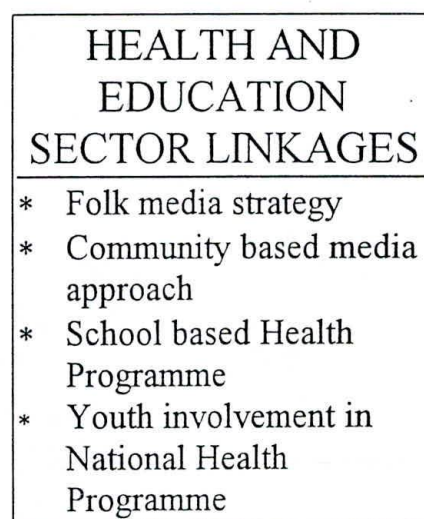 HEALTH AND
EDUCATION
SECTOR LINKAGES
* Folk media strategy
* Community based media
approach
* School based Health
Programme
* Youth involvement in
National Health
Programme